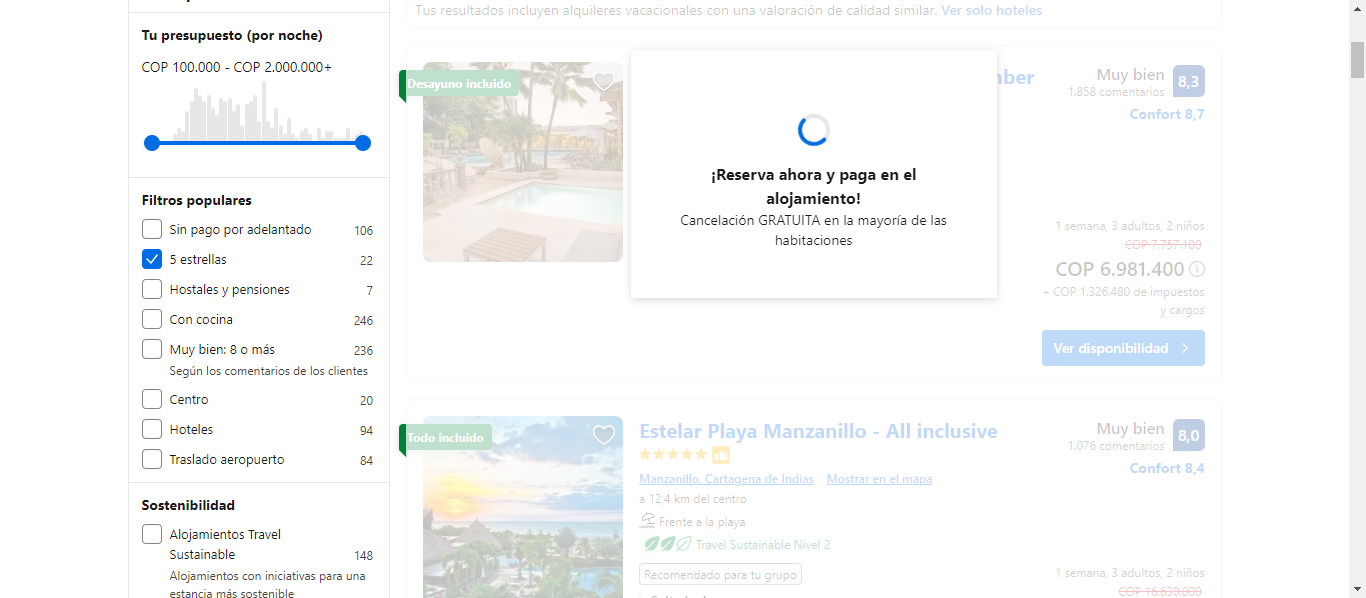 Tu presupuesto (por noche)
COP 100.000 - COP 2.000.000+
Filtros populares
Sin pago por adelantado 106
5 estrellas 22
Hostales y pensiones 7
Con cocina 246
Muy bien: 8 o más 236
Según los comentarios de los clientes
Centro 20
Hoteles 94
Traslado aeropuerto 84
Sostenibilidad
Alojamientos Travel
Sustainable 148
Alojamientos con iniciativas para una
estancia más sostenible
Tus resultados incluyen alquileres vacacionales con una valoración de calidad similar. Ver solo hoteles
Desayuno incluido
¡Reserva ahora y paga en el
alojamiento!
Cancelación GRATUITA en la mayoría de las
habitaciones
Muy bien 8,3
1.858 comentarios
Confort 8,7
1 semana, 3 adultos, 2 niños
COP 7.757.100
COP 6.981.400
+ COP 1.326.480 de impuestos
y cargos
Ver disponibilidad
Todo incluido
Estelar Playa Manzanillo - All inclusive
Manzanillo, Cartagena de Indias Mostrar en el mapa
a 12,4 km del centro
Frente a la playa
Travel Sustainable Nivel 2
Recomendado para tu grupo
Muy bien 8,0
1.076 comentarios
Confort 8,4
1 semana, 3 adultos, 2 niños
COP 16.630.000